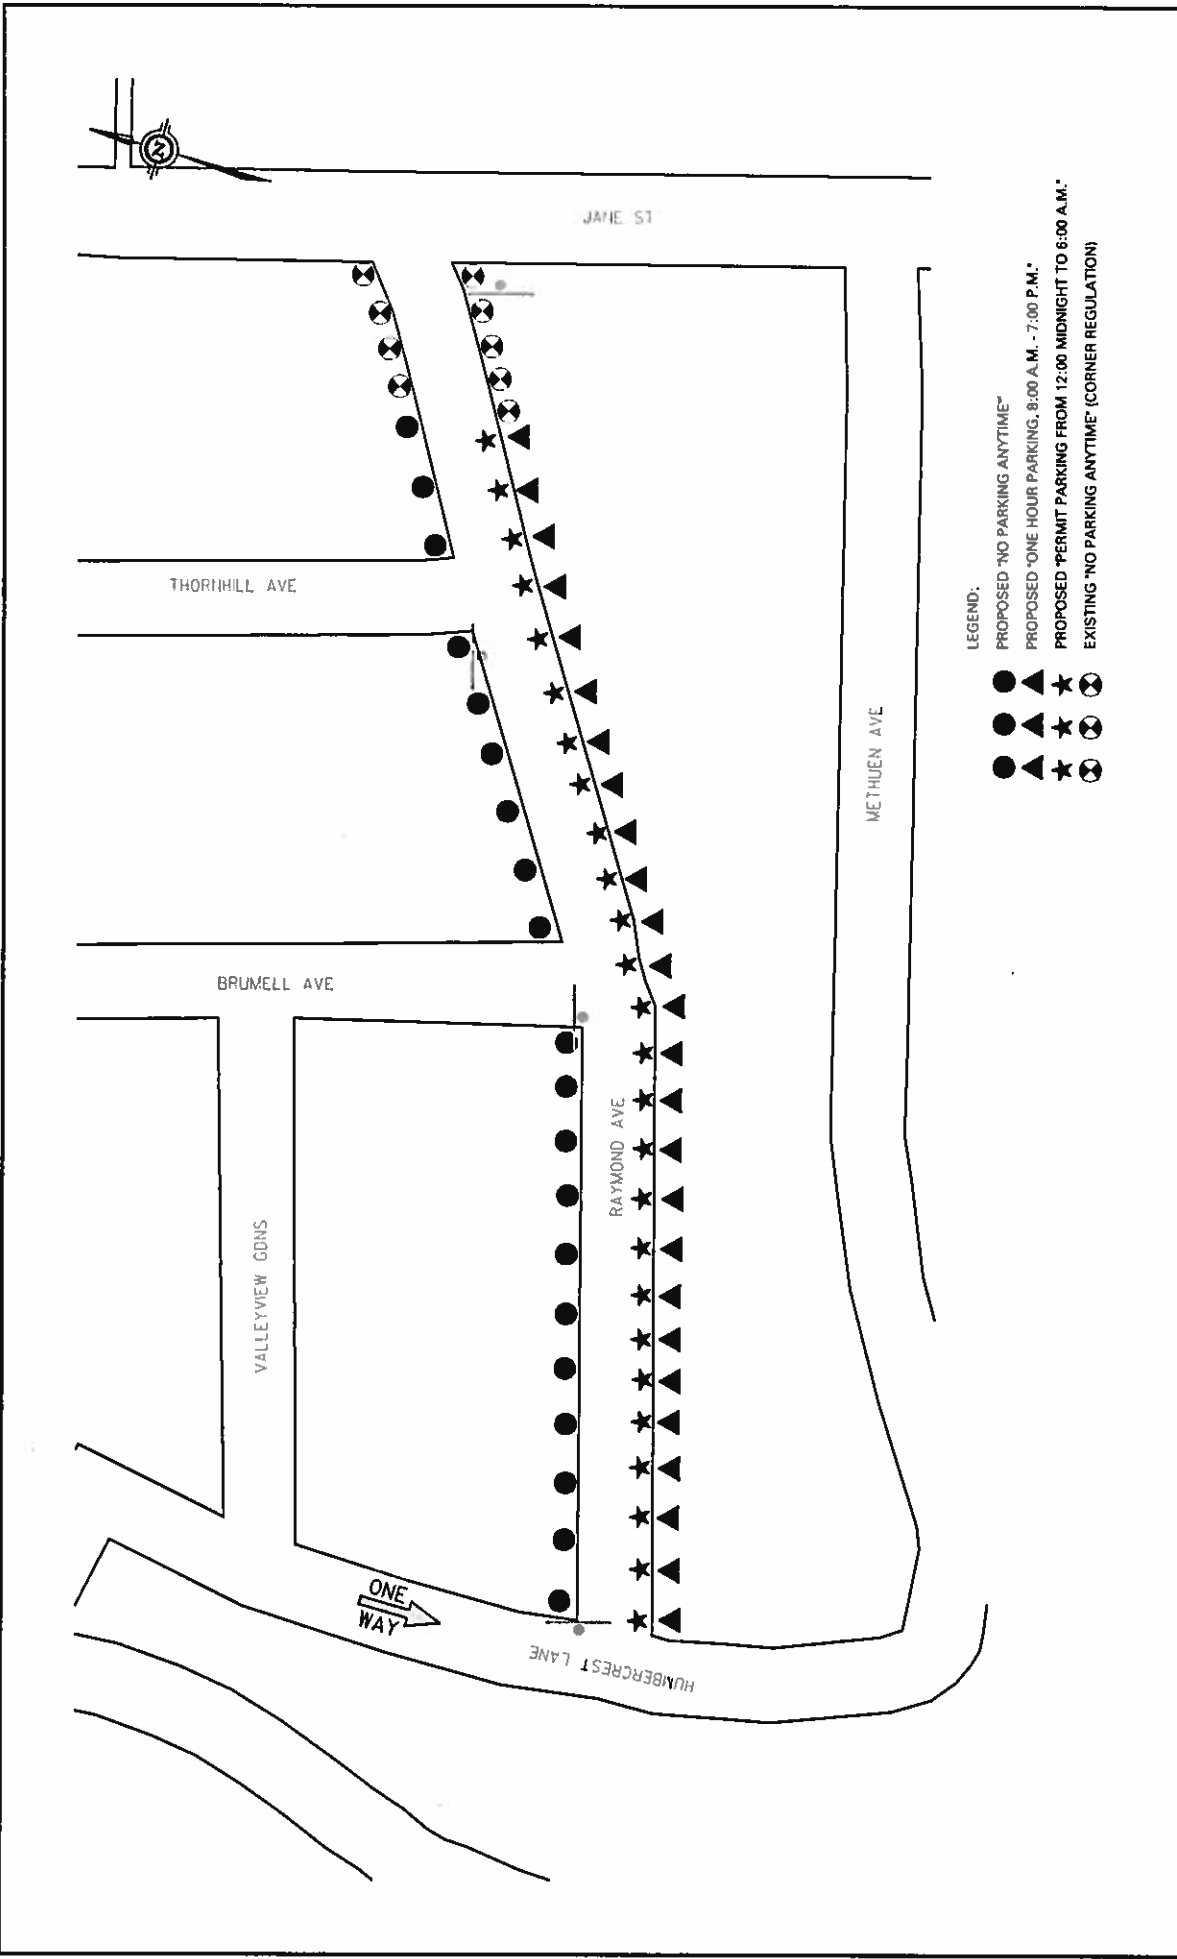 N
JANE ST
THORNHILL AVE
BRUMELL AVE
VALLEYVIEW GDNS
RAYMOND AVE
METHUEN AVE
HUMBERCREST LANE
ONE
WAY
LEGEND:
PROPOSED "NO PARKING ANYTIME"
PROPOSED "ONE HOUR PARKING, 8:00 A.M. - 7:00 P.M."
PROPOSED "PERMIT PARKING FROM 12:00 MIDNIGHT TO 6:00 A.M."
EXISTING "NO PARKING ANYTIME" (CORNER REGULATION)